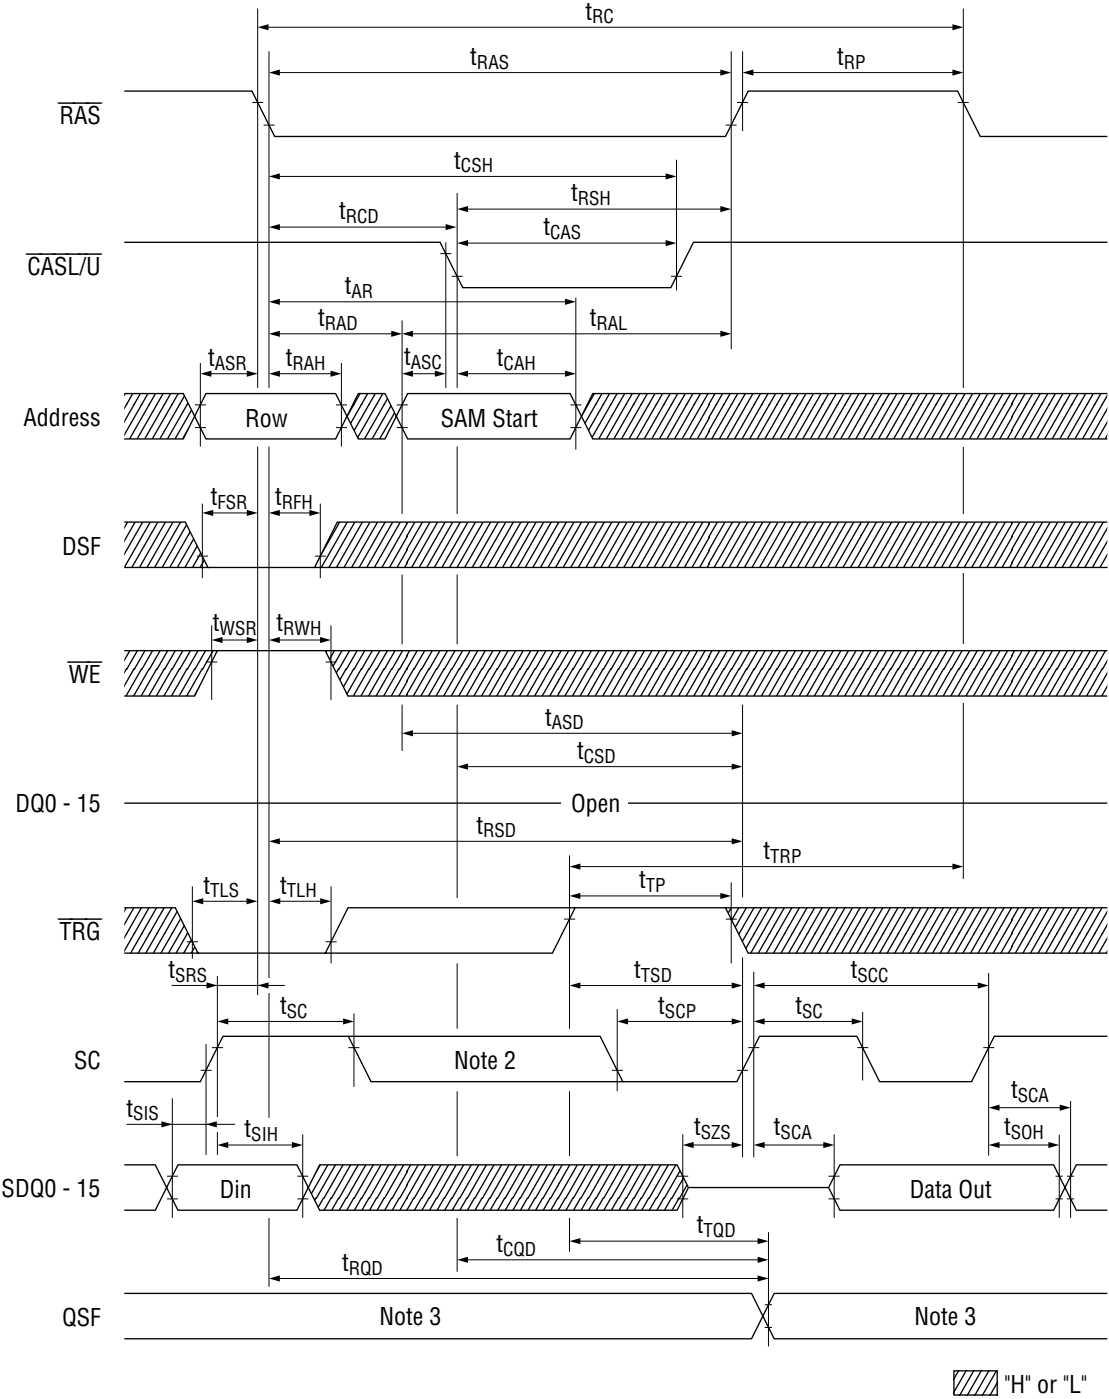 tRC
tRAS
tRP
RAS
tCSH
tRSH
tRCD
tCAS
CASL/U
tAR
tRAD
tRAL
tASR
tRAH
tASC
tCAH
Address
Row
SAM Start
tFSR
tRFH
DSF
tWSR
tRWH
WE
tASD
tCSD
DQ0 - 15
Open
tRSD
tTRP
tTLS
tTLH
tTP
TRG
tSRS
tTSD
tSCC
tSC
tSCP
tSC
SC
Note 2
tSCA
tSIS
tSIH
tSZS
tSCA
tSOH
SDQ0 - 15
Din
Data Out
tTQD
tCQD
tRQD
QSF
Note 3
Note 3
"H" or "L"